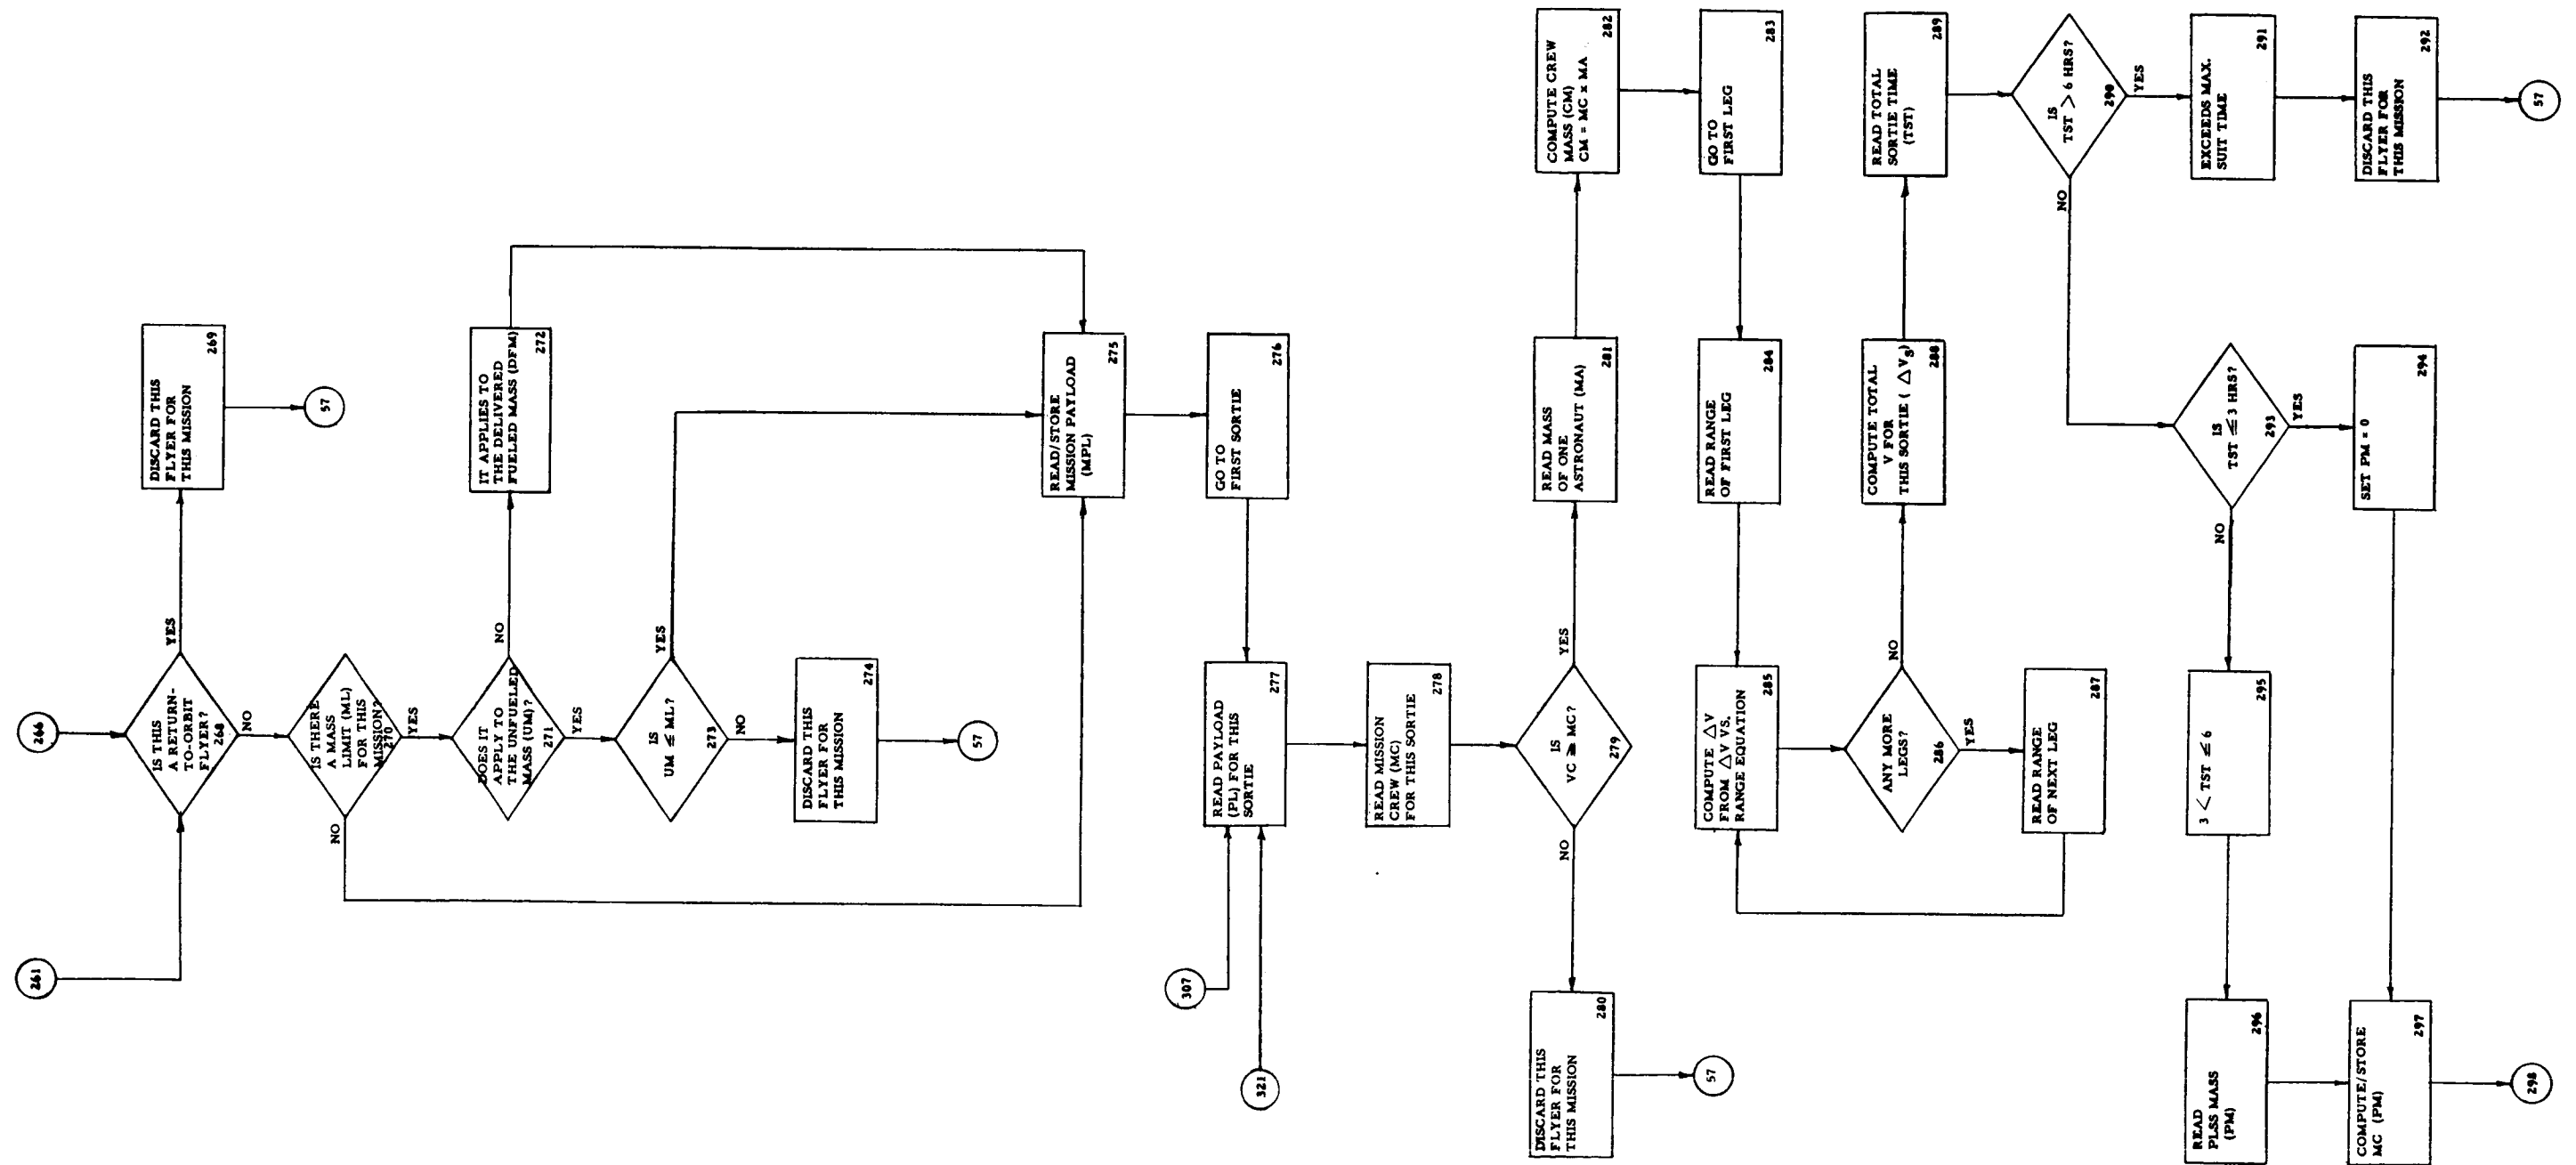 266
261
IS THIS
A RETURN-
TO-ORBIT
FLYER?
268
YES
NO
DISCARD THIS
FLYER FOR
THIS MISSION
269
57
IS THERE
A MASS
LIMIT (ML)
FOR THIS
MISSION?
270
NO
YES
DOES IT
APPLY TO
THE UNFUELED
MASS (UM)?
271
NO
YES
IT APPLIES TO
THE DELIVERED
FUELED MASS (DFM)
272
IS
UM ≦ ML?
273
YES
NO
DISCARD THIS
FLYER FOR
THIS MISSION
274
57
READ/STORE
MISSION PAYLOAD
(MPL)
275
GO TO
FIRST SORTIE
276
307
321
READ PAYLOAD
(PL) FOR THIS
SORTIE
277
READ MISSION
CREW (MC)
FOR THIS SORTIE
278
IS
VC ≧ MC?
279
NO
YES
DISCARD THIS
FLYER FOR
THIS MISSION
280
57
READ MASS
OF ONE
ASTRONAUT (MA)
281
COMPUTE CREW
MASS (CM)
CM = MC x MA
282
GO TO
FIRST LEG
283
READ RANGE
OF FIRST LEG
284
COMPUTE △V
FROM △V VS.
RANGE EQUATION
285
ANY MORE
LEGS?
286
NO
YES
READ RANGE
OF NEXT LEG
287
COMPUTE TOTAL
V FOR
THIS SORTIE ( △ VS)
288
READ TOTAL
SORTIE TIME
(TST)
289
IS
TST > 6 HRS?
290
NO
YES
EXCEEDS MAX.
SUIT TIME
291
DISCARD THIS
FLYER FOR
THIS MISSION
292
57
IS
TST ≦ 3 HRS?
293
NO
YES
SET PM = 0
294
3 < TST ≦ 6
295
READ
PLSS MASS
(PM)
296
COMPUTE/STORE
MC (PM)
297
298